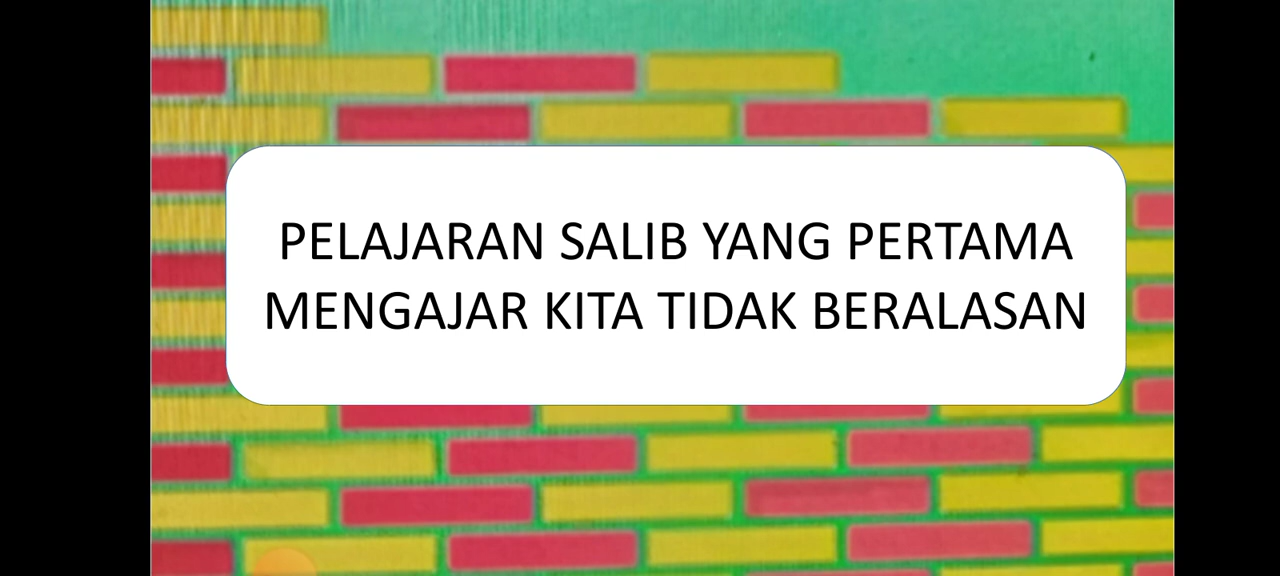 PELAJARAN SALIB YANG PERTAMA
MENGAJAR KITA TIDAK BERALASAN